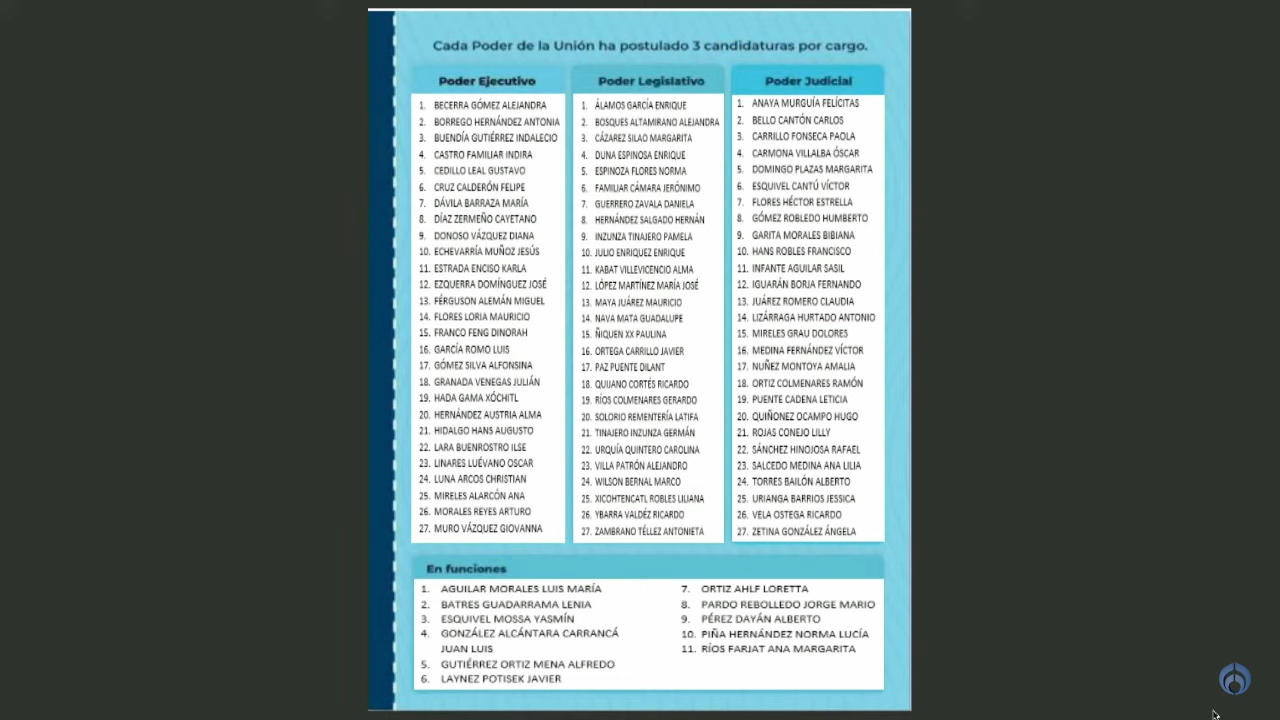 Cada Poder de la Unión ha postulado 3 candidaturas por cargo.
Poder Ejecutivo
1. BECERRA GÓMEZ ALEJANDRA
2. BORREGO HERNÁNDEZ ANTONIA
3. BUENDÍA GUTIÉRREZ INDALECIO
4. CASTRO FAMILIAR INDIRA
5. CEDILLO LEAL GUSTAVO
6. CRUZ CALDERÓN FELIPE
7. DÁVILA BARRAZA MARÍA
8. DÍAZ ZERMEÑO CAYETANO
9. DONOSO VÁZQUEZ DIANA
10. ECHEVARRÍA MUÑOZ JESÚS
11. ESTRADA ENCISO KARLA
12. EZQUERRA DOMÍNGUEZ JOSÉ
13. FÉRGUSON ALEMÁN MIGUEL
14. FLORES LORIA MAURICIO
15. FRANCO FENG DINORAH
16. GARCÍA ROMO LUIS
17. GÓMEZ SILVA ALFONSINA
18. GRANADA VENEGAS JULIÁN
19. HADA GAMA XÓCHITL
20. HERNÁNDEZ AUSTRIA ALMA
21. HIDALGO HANS AUGUSTO
22. LARA BUENROSTRO ILSE
23. LINARES LUÉVANO OSCAR
24. LUNA ARCOS CHRISTIAN
25. MIRELES ALARCÓN ANA
26. MORALES REYES ARTURO
27. MURO VÁZQUEZ GIOVANNA
Poder Legislativo
1. ÁLAMOS GARCÍA ENRIQUE
2. BOSQUES ALTAMIRANO ALEJANDRA
3. CÁZAREZ SILAO MARGARITA
4. DUNA ESPINOSA ENRIQUE
5. ESPINOZA FLORES NORMA
6. FAMILIAR CÁMARA JERÓNIMO
7. GUERRERO ZAVALA DANIELA
8. HERNÁNDEZ SALGADO HERNÁN
9. INZUNZA TINAJERO PAMELA
10. JULIO ENRIQUEZ ENRIQUE
11. KABAT VILLEVICENCIO ALMA
12. LÓPEZ MARTÍNEZ MARÍA JOSÉ
13. MAYA JUÁREZ MAURICIO
14. NAVA MATA GUADALUPE
15. ÑIQUEN XX PAULINA
16. ORTEGA CARRILLO JAVIER
17. PAZ PUENTE DILANT
18. QUIJANO CORTÉS RICARDO
19. RÍOS COLMENARES GERARDO
20. SOLORIO REMENTERÍA LATIFA
21. TINAJERO INZUNZA GERMÁN
22. URQUÍA QUINTERO CAROLINA
23. VILLA PATRÓN ALEJANDRO
24. WILSON BERNAL MARCO
25. XICOHTENCATL ROBLES LILIANA
26. YBARRA VALDÉZ RICARDO
27. ZAMBRANO TÉLLEZ ANTONIETA
Poder Judicial
1. ANAYA MURGUÍA FELÍCITAS
2. BELLO CANTÓN CARLOS
3. CARRILLO FONSECA PAOLA
4. CARMONA VILLALBA ÓSCAR
5. DOMINGO PLAZAS MARGARITA
6. ESQUIVEL CANTÚ VÍCTOR
7. FLORES HÉCTOR ESTRELLA
8. GÓMEZ ROBLEDO HUMBERTO
9. GARITA MORALES BIBIANA
10. HANS ROBLES FRANCISCO
11. INFANTE AGUILAR SASIL
12. IGUARÁN BORJA FERNANDO
13. JUÁREZ ROMERO CLAUDIA
14. LIZÁRRAGA HURTADO ANTONIO
15. MIRELES GRAU DOLORES
16. MEDINA FERNÁNDEZ VÍCTOR
17. NUÑEZ MONTOYA AMALIA
18. ORTIZ COLMENARES RAMÓN
19. PUENTE CADENA LETICIA
20. QUIÑONEZ OCAMPO HUGO
21. ROJAS CONEJO LILLY
22. SÁNCHEZ HINOJOSA RAFAEL
23. SALCEDO MEDINA ANA LILIA
24. TORRES BAILÓN ALBERTO
25. URIANGA BARRIOS JESSICA
26. VELA OSTEGA RICARDO
27. ZETINA GONZÁLEZ ÁNGELA
En funciones
1. AGUILAR MORALES LUIS MARÍA
2. BATRES GUADARRAMA LENIA
3. ESQUIVEL MOSSA YASMÍN
4. GONZÁLEZ ALCÁNTARA CARRANCÁ
JUAN LUIS
5. GUTIÉRREZ ORTIZ MENA ALFREDO
6. LAYNEZ POTISEK JAVIER
7. ORTIZ AHLF LORETTA
8. PARDO REBOLLEDO JORGE MARIO
9. PÉREZ DAYÁN ALBERTO
10. PIÑA HERNÁNDEZ NORMA LUCÍA
11. RÍOS FARJAT ANA MARGARITA